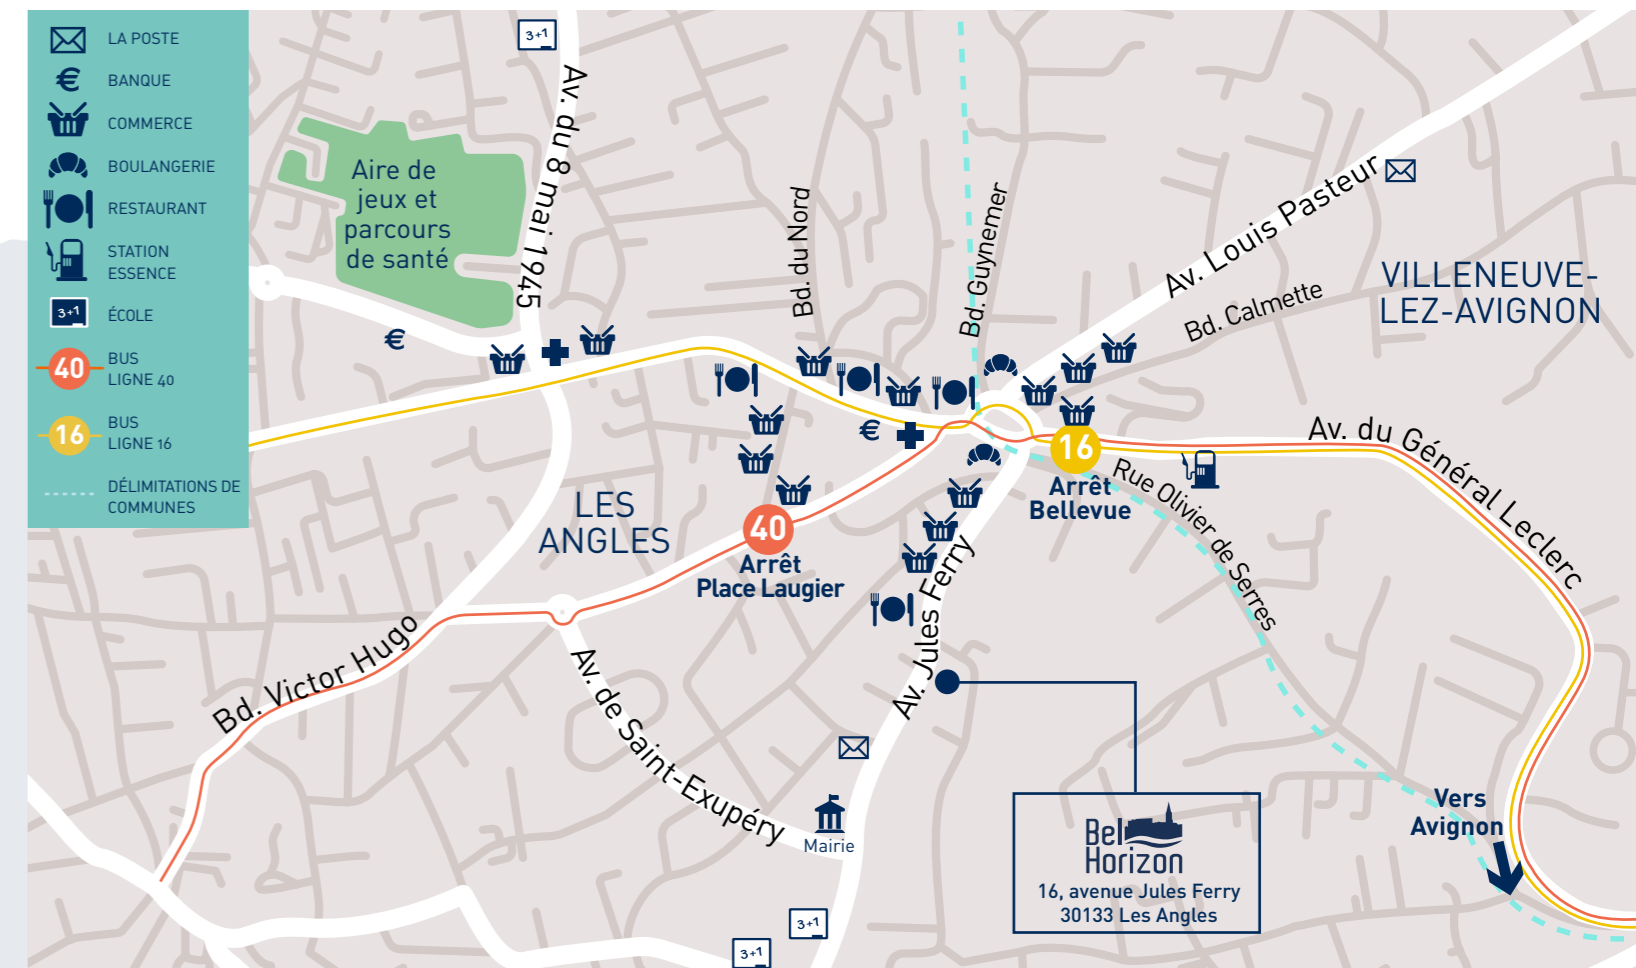 LA POSTE
BANQUE
COMMERCE
BOULANGERIE
RESTAURANT
STATION
ESSENCE
3+1
ÉCOLE
40
BUS
LIGNE 40
16
BUS
LIGNE 16
DÉLIMITATIONS DE
COMMUNES
3+1
Av. du 8 mai 1945
Aire de
jeux et
parcours
de santé
Bd. du Nord
Bd. Guynemer
Av. Louis Pasteur
Bd. Calmette
VILLENEUVE-
LEZ-AVIGNON
LES
ANGLES
40
Arrêt
Place Laugier
16
Arrêt
Bellevue
Rue Olivier de Serres
Av. du Général Leclerc
Bd. Victor Hugo
Av. de Saint-Exupéry
Av. Jules Ferry
Mairie
Bel
Horizon
16, avenue Jules Ferry
30133 Les Angles
Vers
Avignon
3+1
3+1